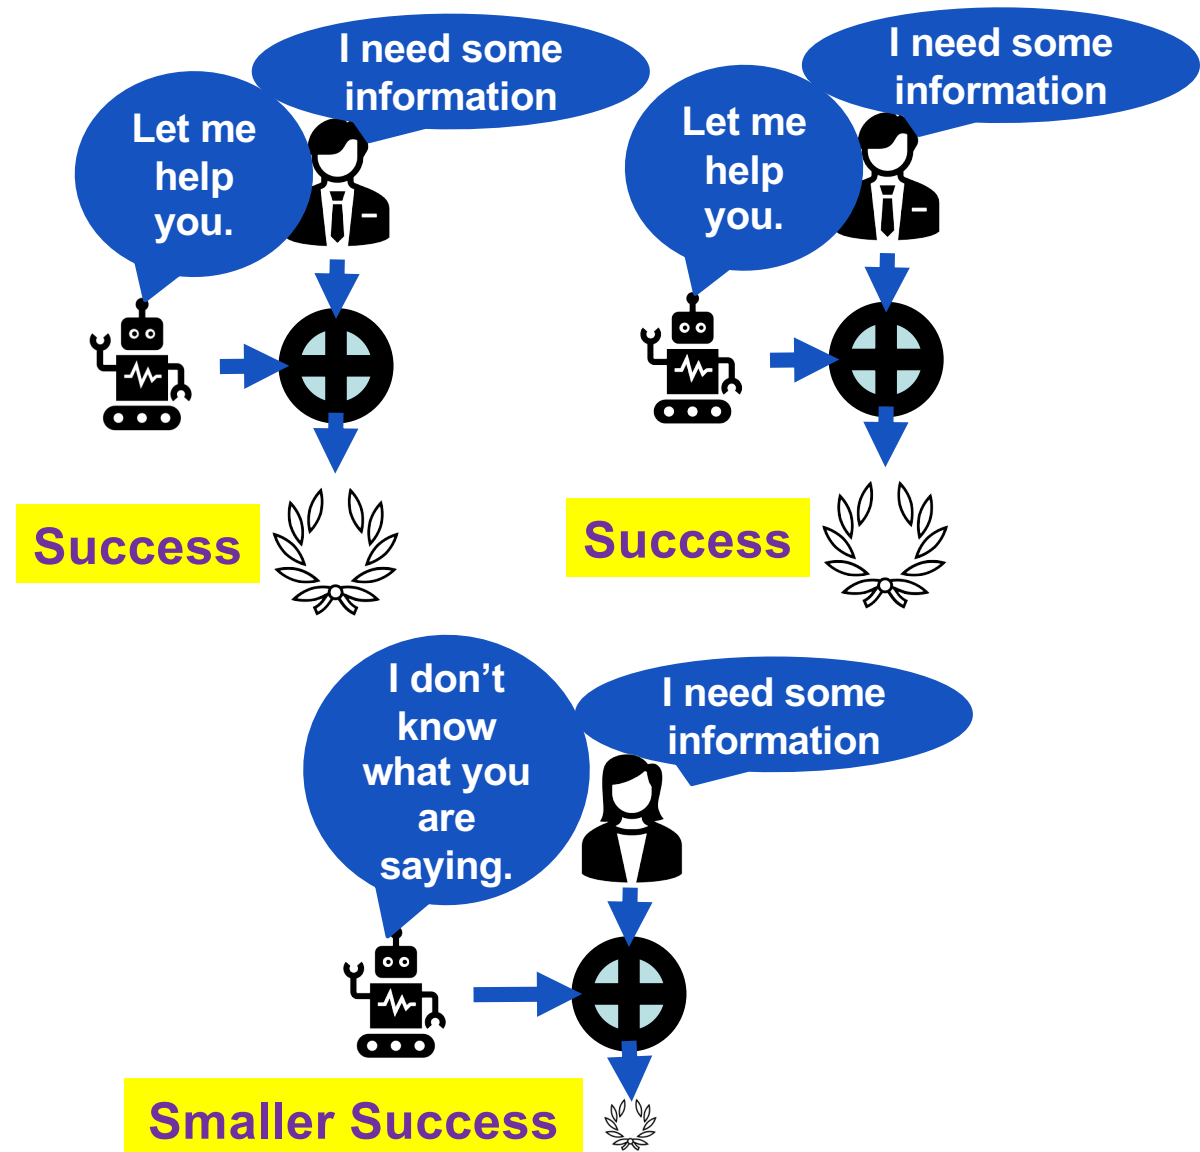 I need some
information
Let me
help
you.
Success
I need some
information
Let me
help
you.
Success
I need some
information
I don’t
know
what you
are
saying.
Smaller Success